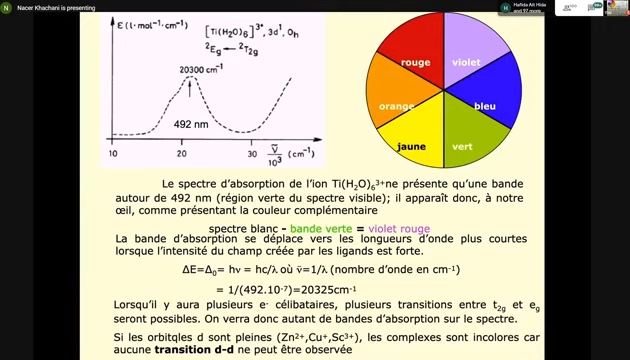 N Nacer Khachani is presenting
Hafida Ait Hida
and 97 more
ε(l·mol⁻¹·cm⁻¹)
[Ti(H₂O)₆]³⁺, 3d¹, Oₕ
²Eg ← ²T₂g
20300 cm⁻¹
492 nm
10 20 30 ν̃/10³ (cm⁻¹)
rouge violet
orange bleu
jaune vert
Le spectre d'absorption de l'ion Ti(H₂O)₆³⁺ne présente qu'une bande
autour de 492 nm (région verte du spectre visible); il apparaît donc, à notre
œil, comme présentant la couleur complémentaire
spectre blanc - bande verte = violet rouge
La bande d'absorption se déplace vers les longueurs d'onde plus courtes
lorsque l'intensité du champ créée par les ligands est forte.
ΔE=Δ₀= hν = hc/λ où ν̄=1/λ (nombre d'onde en cm⁻¹)
= 1/(492.10⁻⁷)=20325cm⁻¹
Lorsqu'il y aura plusieurs e⁻ célibataires, plusieurs transitions entre t₂g et eg
seront possibles. On verra donc autant de bandes d'absorption sur le spectre.
Si les orbitqles d sont pleines (Zn²⁺,Cu⁺,Sc³⁺), les complexes sont incolores car
aucune transition d-d ne peut être observée